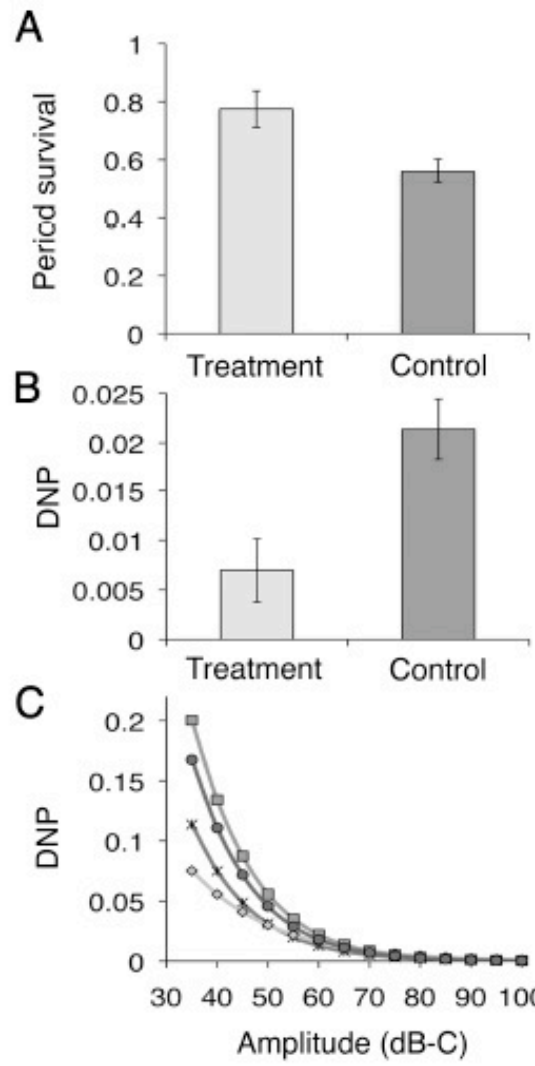 A
Period survival
1
0.8
0.6
0.4
0.2
0
Treatment Control
B
DNP
0.025
0.02
0.015
0.01
0.005
0
Treatment Control
C
DNP
0.2
0.15
0.1
0.05
0
30 40 50 60 70 80 90 100
Amplitude (dB-C)